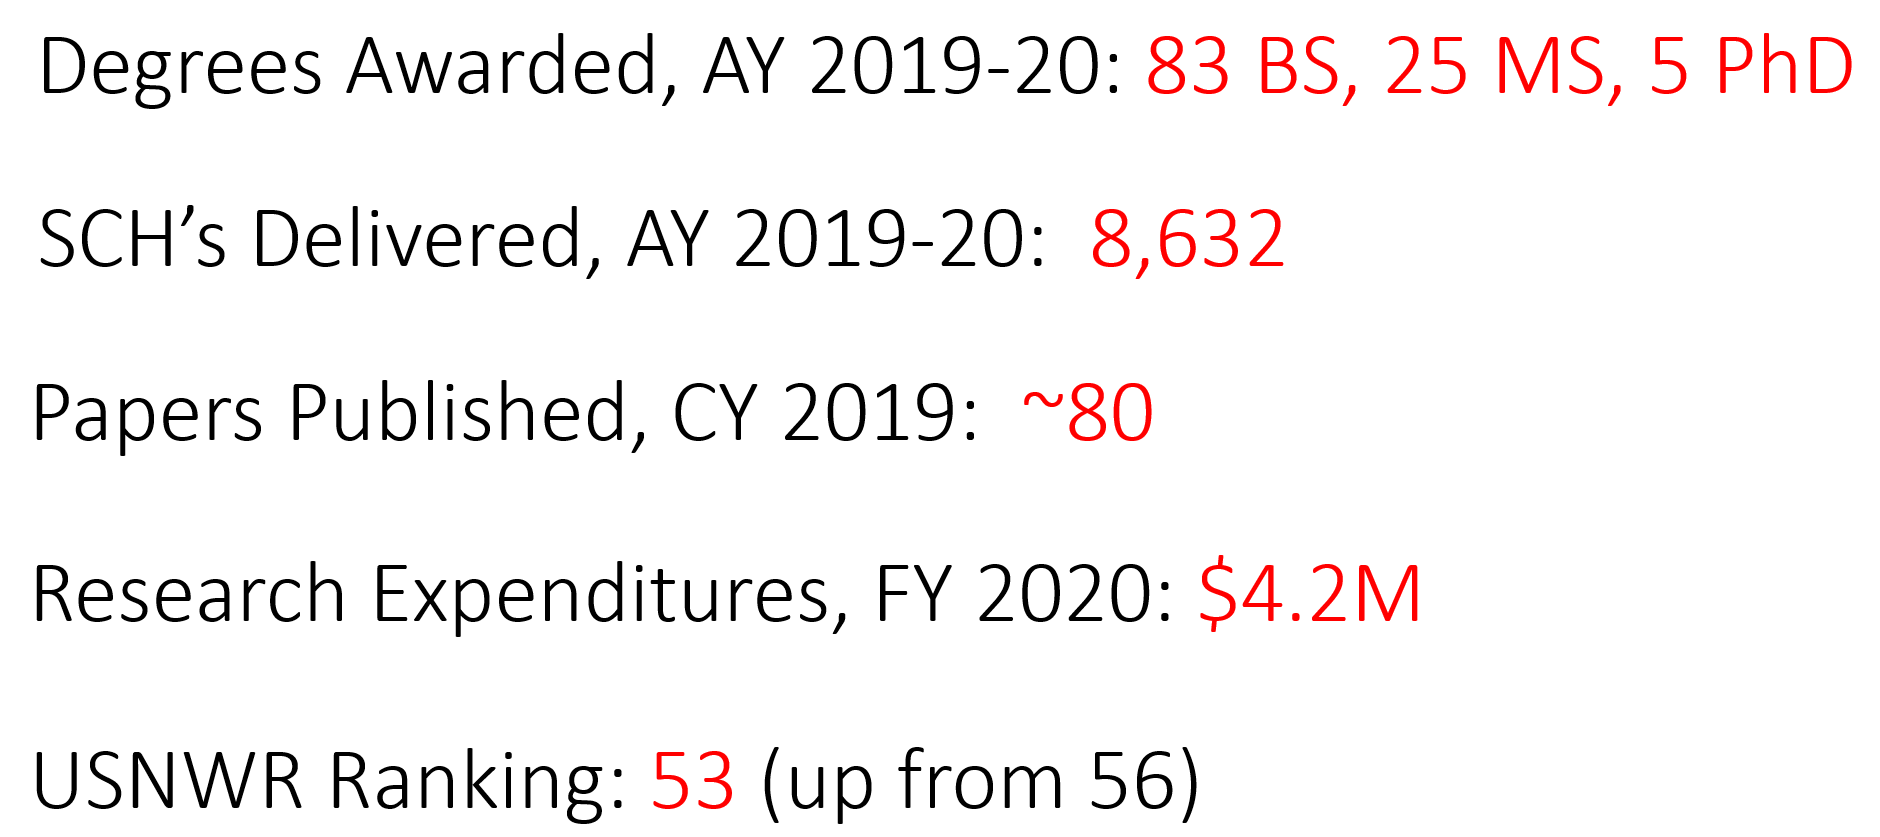 Degrees Awarded, AY 2019-20: 83 BS, 25 MS, 5 PhD
SCH’s Delivered, AY 2019-20: 8,632
Papers Published, CY 2019: ~80
Research Expenditures, FY 2020: $4.2M
USNWR Ranking: 53 (up from 56)